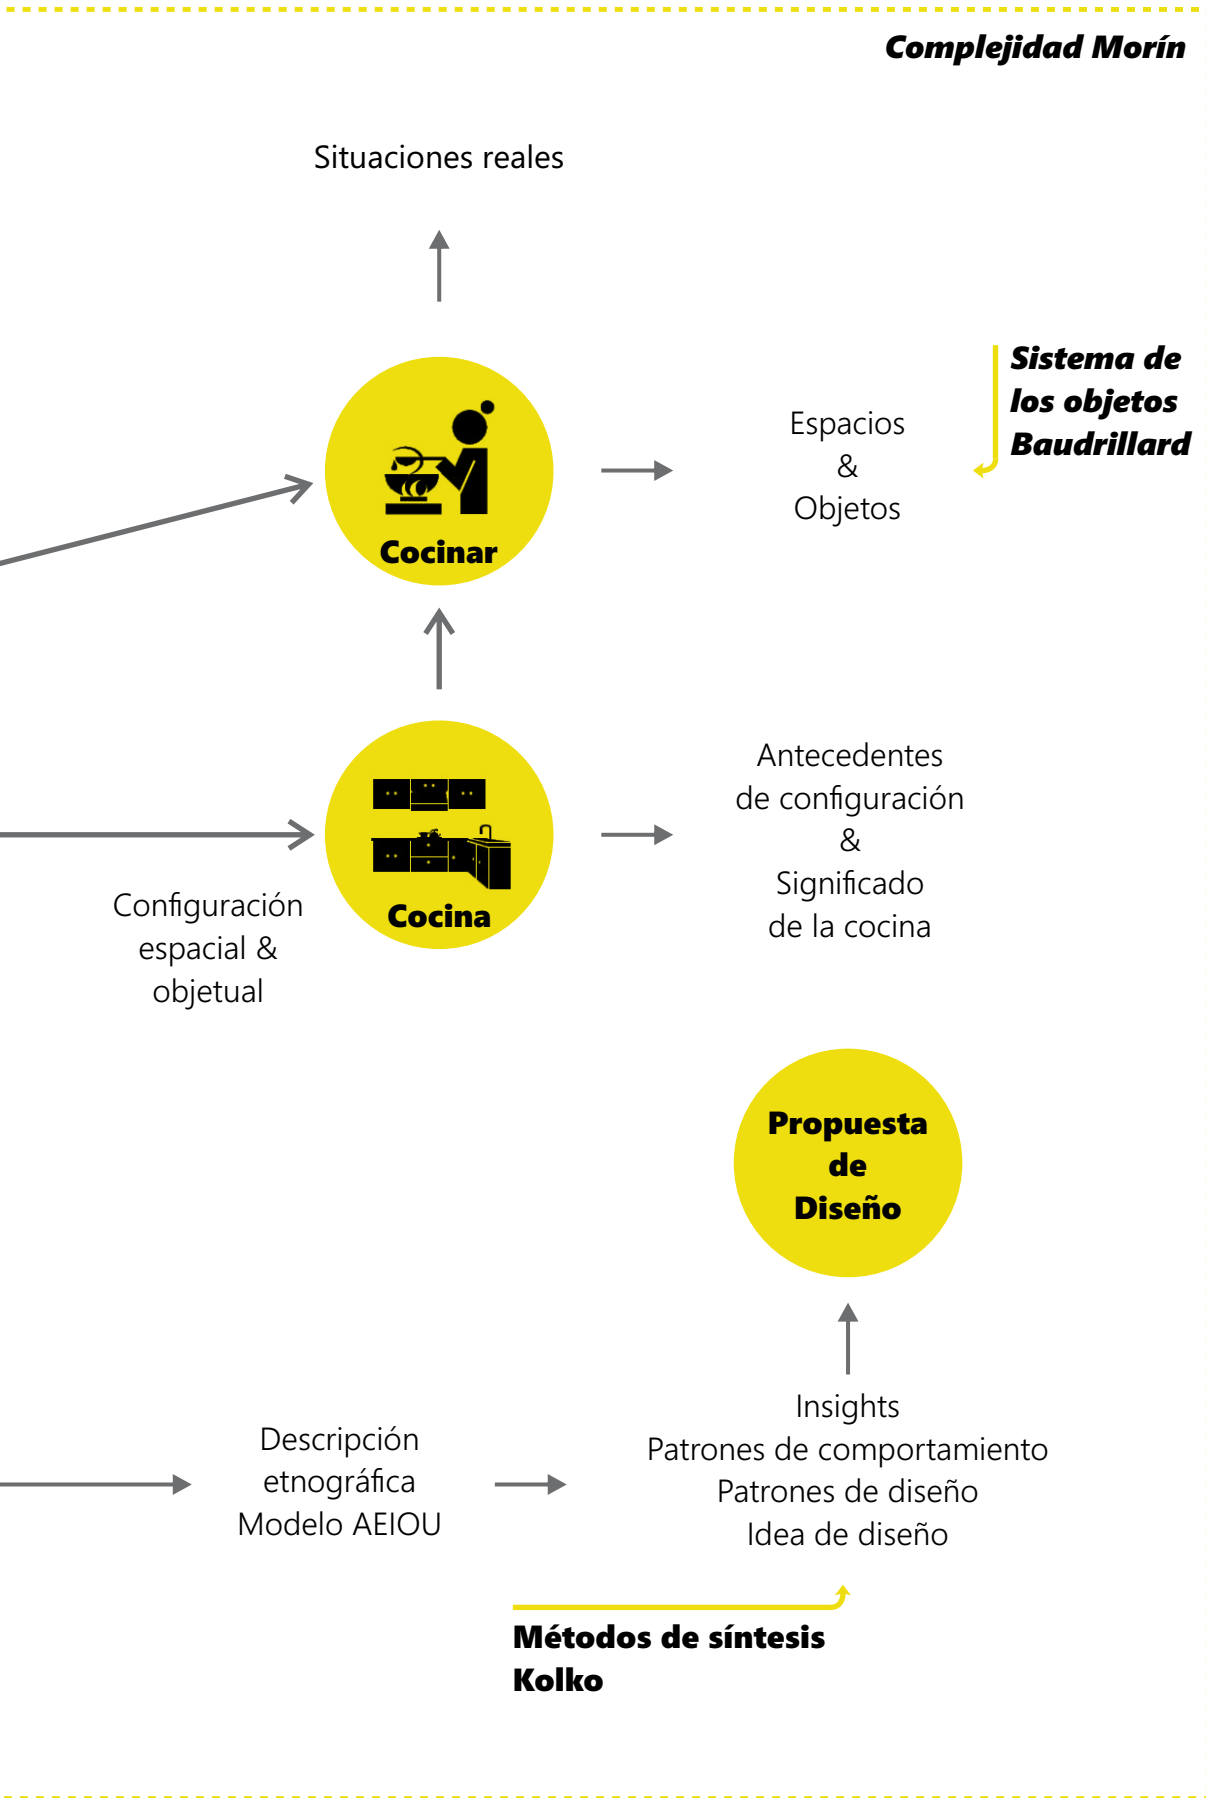 Complejidad Morín
Situaciones reales
Cocinar
Espacios
&
Objetos
Sistema de
los objetos
Baudrillard
Cocina
Configuración
espacial &
objetual
Antecedentes
de configuración
&
Significado
de la cocina
Propuesta
de
Diseño
Descripción
etnográfica
Modelo AEIOU
Insights
Patrones de comportamiento
Patrones de diseño
Idea de diseño
Métodos de síntesis
Kolko